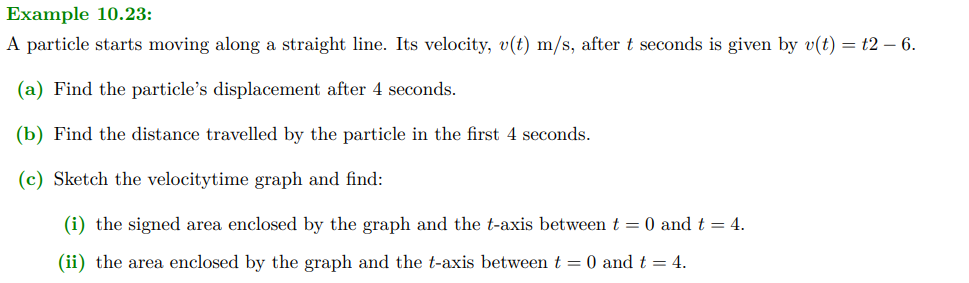 Example 10.23:
A particle starts moving along a straight line. Its velocity, v(t) m/s, after t seconds is given by v(t) = t2 – 6.
(a) Find the particle's displacement after 4 seconds.
(b) Find the distance travelled by the particle in the first 4 seconds.
(c) Sketch the velocitytime graph and find:
(i) the signed area enclosed by the graph and the t-axis between t = 0 and t = 4.
(ii) the area enclosed by the graph and the t-axis between t = 0 and t = 4.